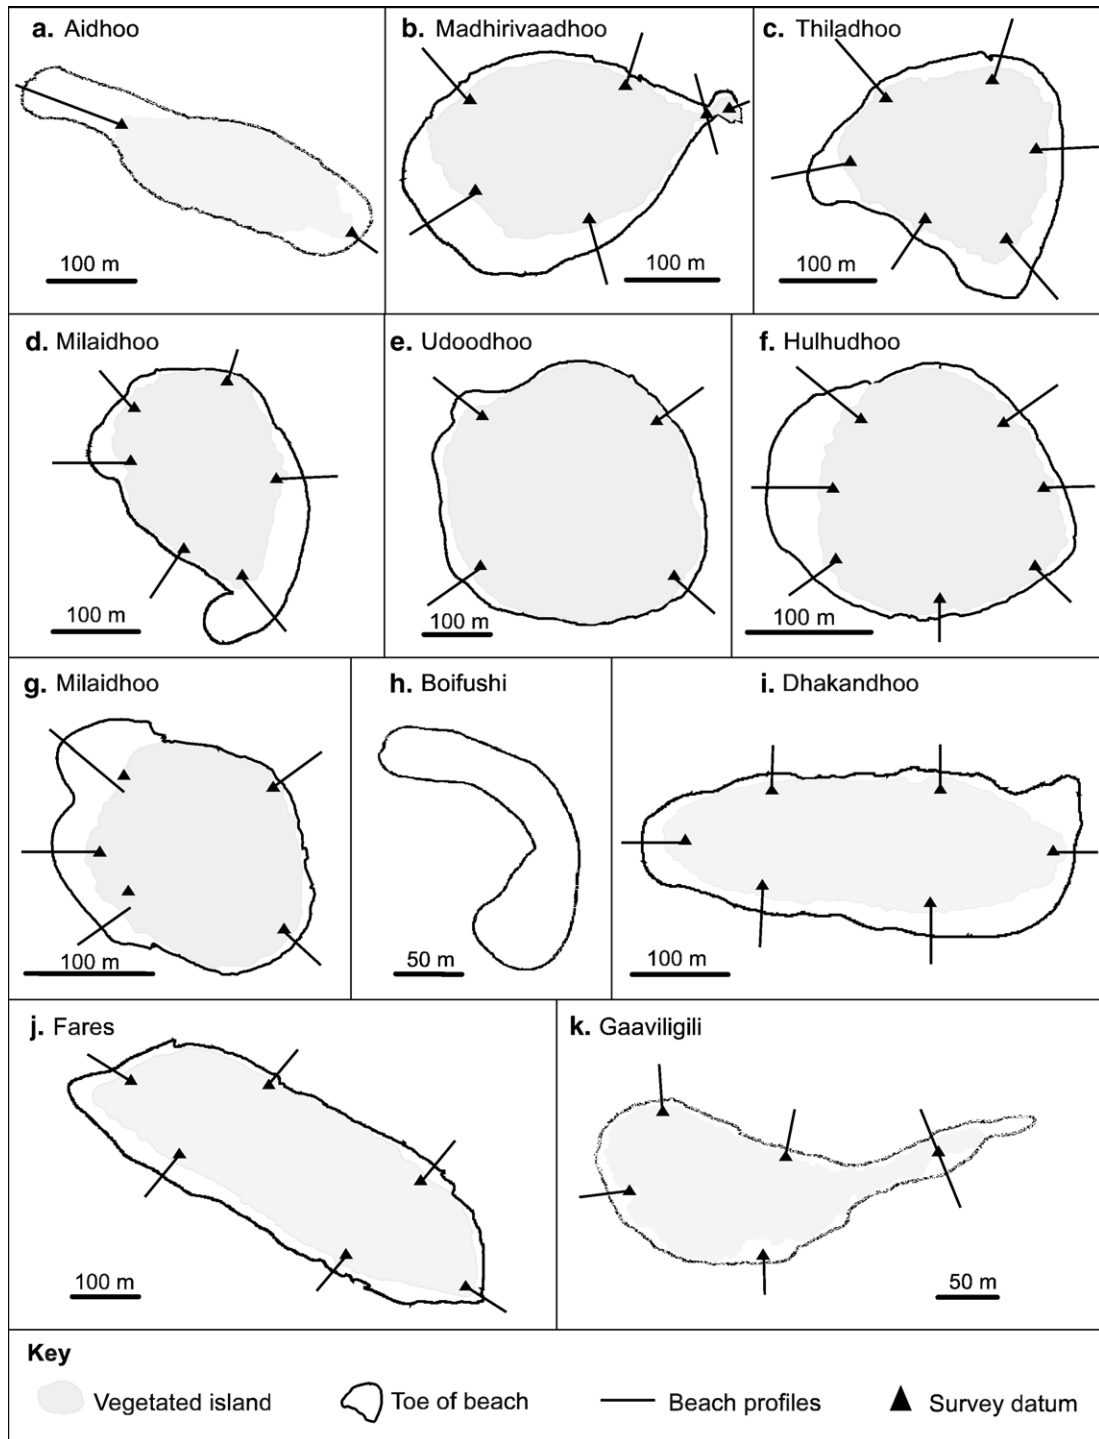 a. Aidhoo
100 m
b. Madhirivaadhoo
100 m
c. Thiladhoo
100 m
d. Milaidhoo
100 m
e. Udoodhoo
100 m
f. Hulhudhoo
100 m
g. Milaidhoo
100 m
h. Boifushi
50 m
i. Dhakandhoo
100 m
j. Fares
100 m
k. Gaaviligili
50 m
Key
Vegetated island
Toe of beach
Beach profiles
Survey datum